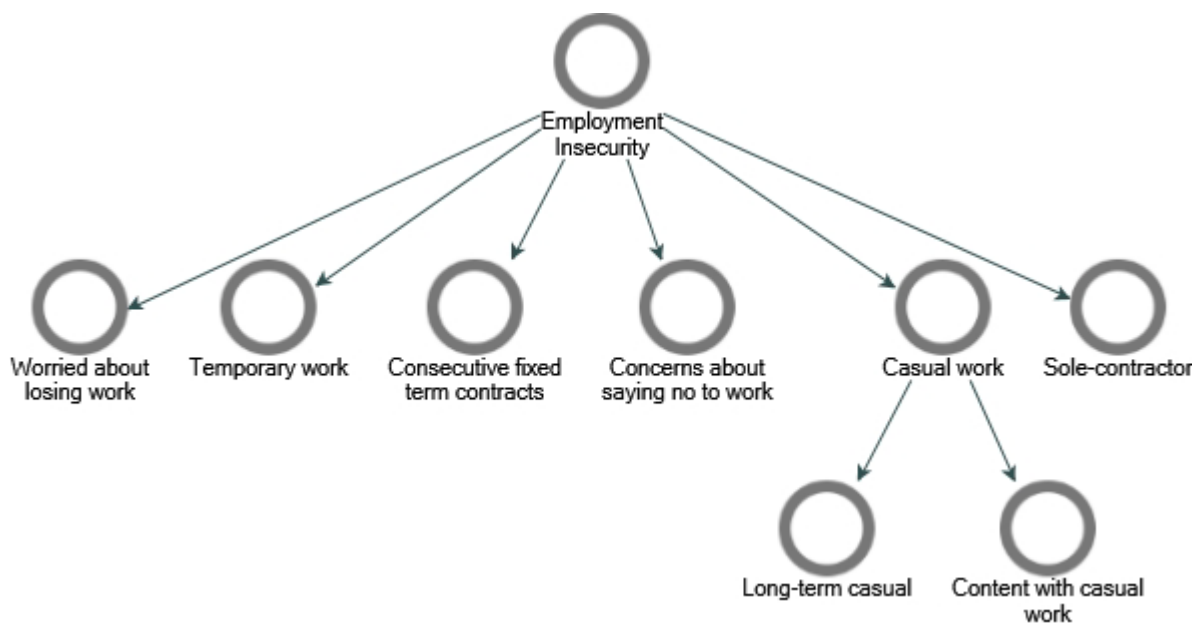 Employment
Insecurity
Worried about
losing work
Temporary work
Consecutive fixed
term contracts
Concerns about
saying no to work
Casual work
Sole-contractor
Long-term casual
Content with casual
work